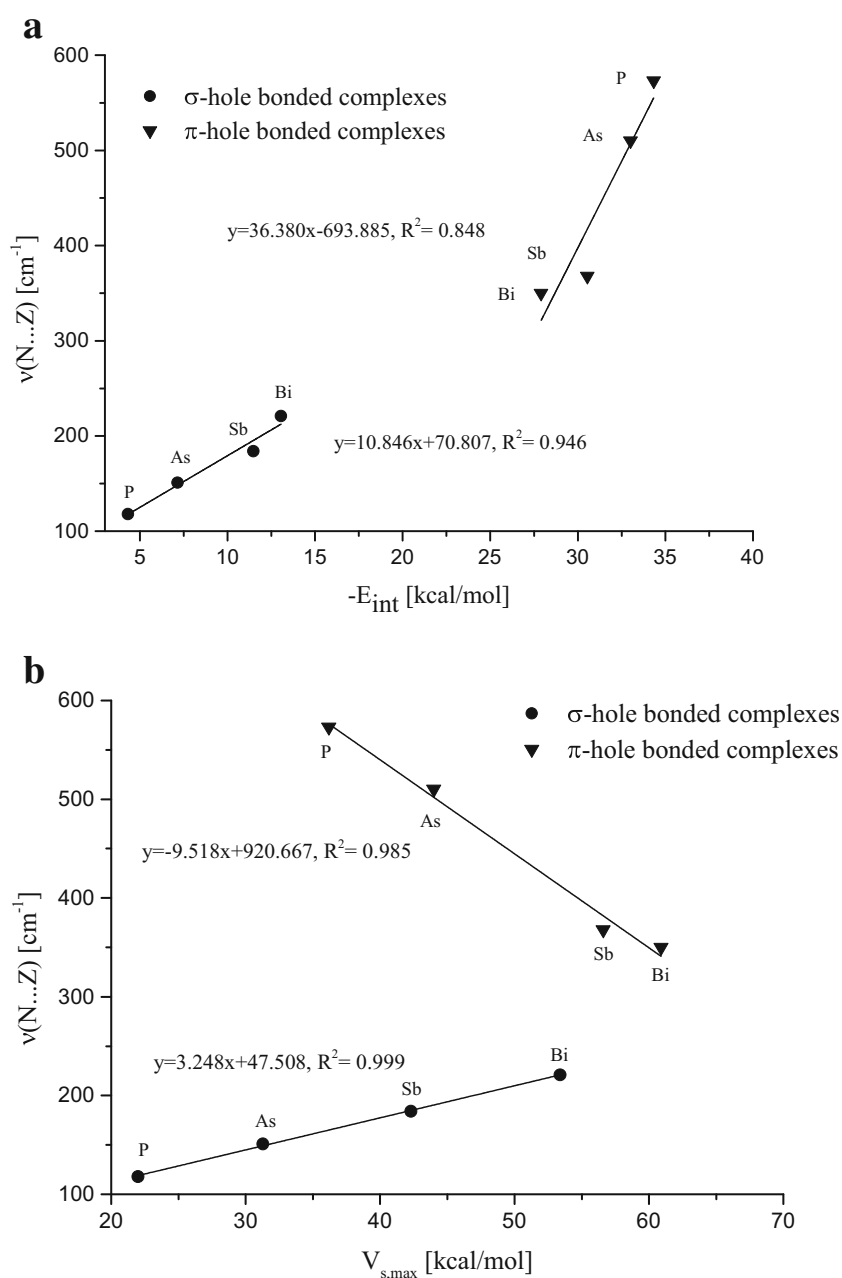 a
600
500
400
300
200
100
ν(N...Z) [cm-1]
σ-hole bonded complexes
π-hole bonded complexes
P
As
y=36.380x-693.885, R2= 0.848
Sb
Bi
Bi
Sb
As
P
y=10.846x+70.807, R2= 0.946
5 10 15 20 25 30 35 40
-Eint [kcal/mol]
b
600
500
400
300
200
100
ν(N...Z) [cm-1]
σ-hole bonded complexes
π-hole bonded complexes
P
As
y=-9.518x+920.667, R2= 0.985
Sb
Bi
y=3.248x+47.508, R2= 0.999
Bi
Sb
As
P
20 30 40 50 60 70
Vs,max [kcal/mol]